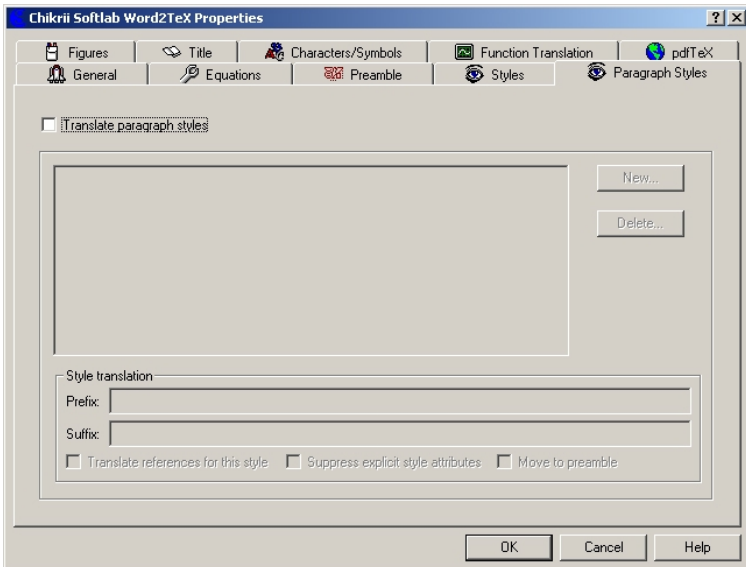 Chikrii Softlab Word2TeX Properties
Figures Title Characters/Symbols Function Translation pdfTeX
General Equations Preamble Styles Paragraph Styles
Translate paragraph styles
New...
Delete...
Style translation
Prefix:
Suffix:
Translate references for this style Suppress explicit style attributes Move to preamble
OK Cancel Help